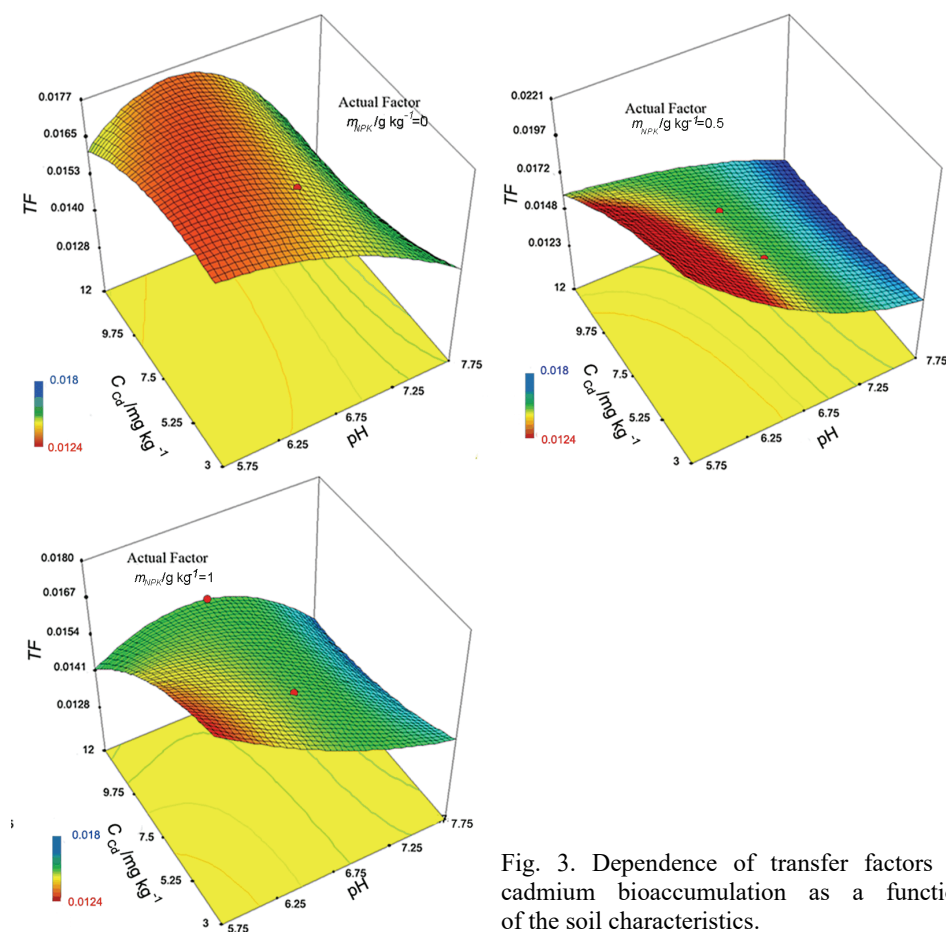 0.0177
0.0165
0.0153
0.0140
0.0128
TF
Actual Factor
m_NPK/g kg⁻¹=0
12
9.75
7.5
5.25
3
C_Cd/mg kg⁻¹
5.75
6.25
6.75
7.25
7.75
pH
0.018
0.0124
0.0221
0.0197
0.0172
0.0148
0.0123
TF
Actual Factor
m_NPK/g kg⁻¹=0.5
12
9.75
7.5
5.25
3
C_Cd/mg kg⁻¹
5.75
6.25
6.75
7.25
7.75
pH
0.018
0.0124
0.0180
0.0167
0.0154
0.0141
0.0128
TF
Actual Factor
m_NPK/g kg⁻¹=1
12
9.75
7.5
5.25
3
C_Cd/mg kg⁻¹
5.75
6.25
6.75
7.25
7.75
pH
0.018
0.0124
Fig. 3. Dependence of transfer factors
cadmium bioaccumulation as a functi
of the soil characteristics.